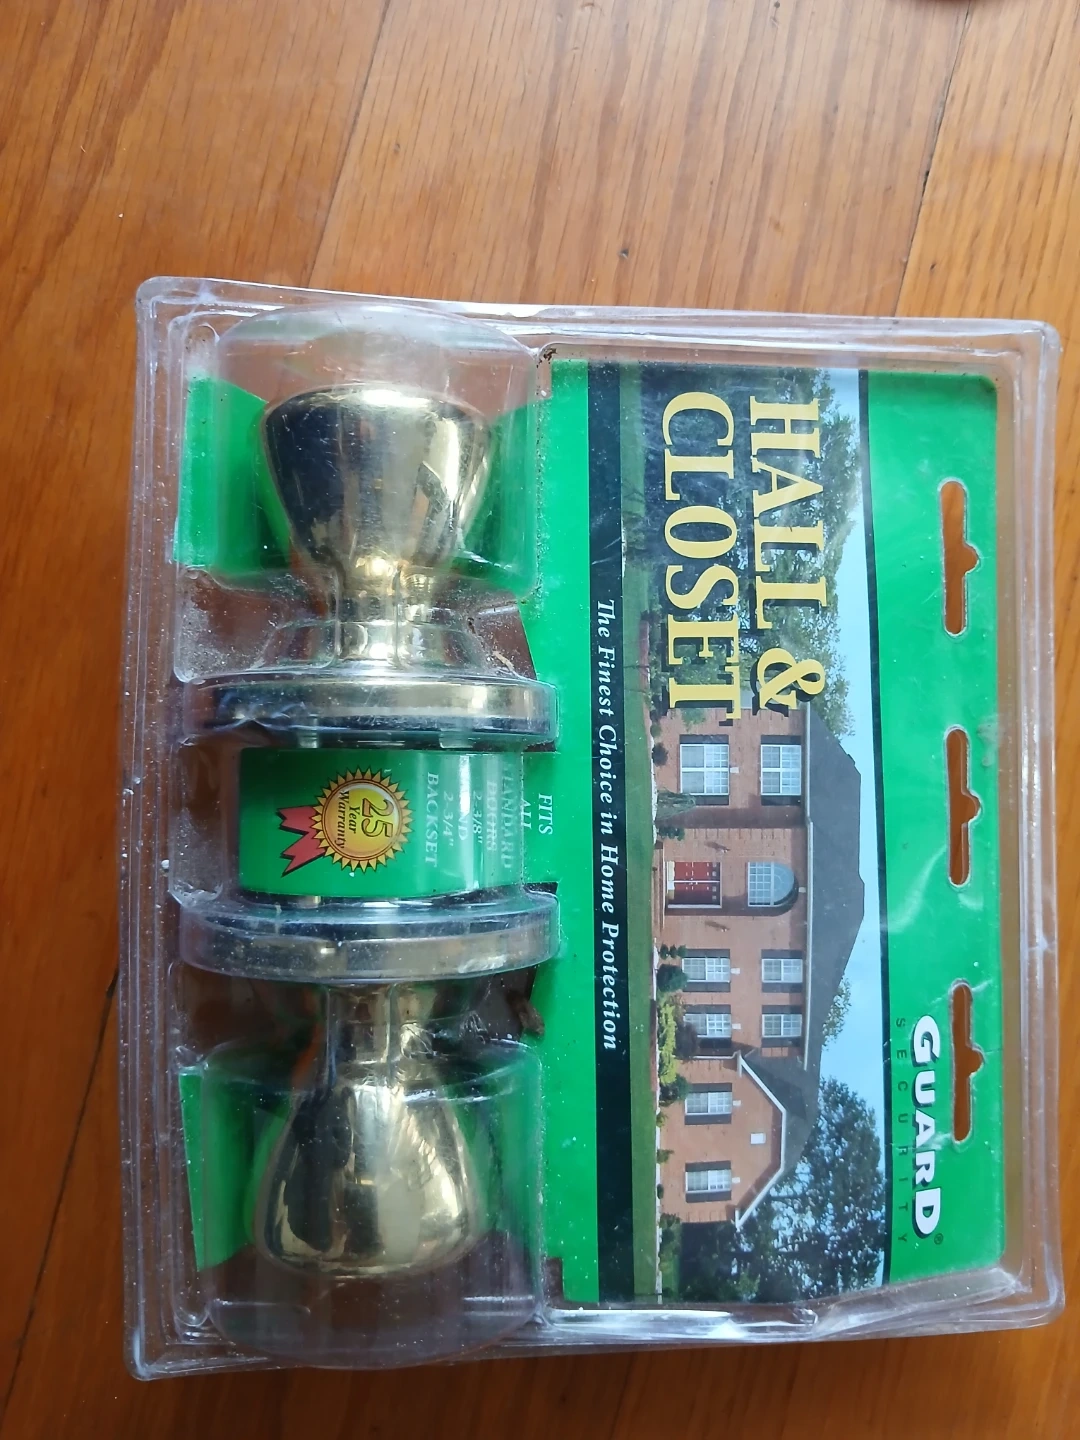 GUARD®
SECURITY
HALL &
CLOSET
The Finest Choice in Home Protection
FITS
ALL
STANDARD
DOORS
2-3/8"
AND
2-3/4"
BACKSET
25
Year
Warranty